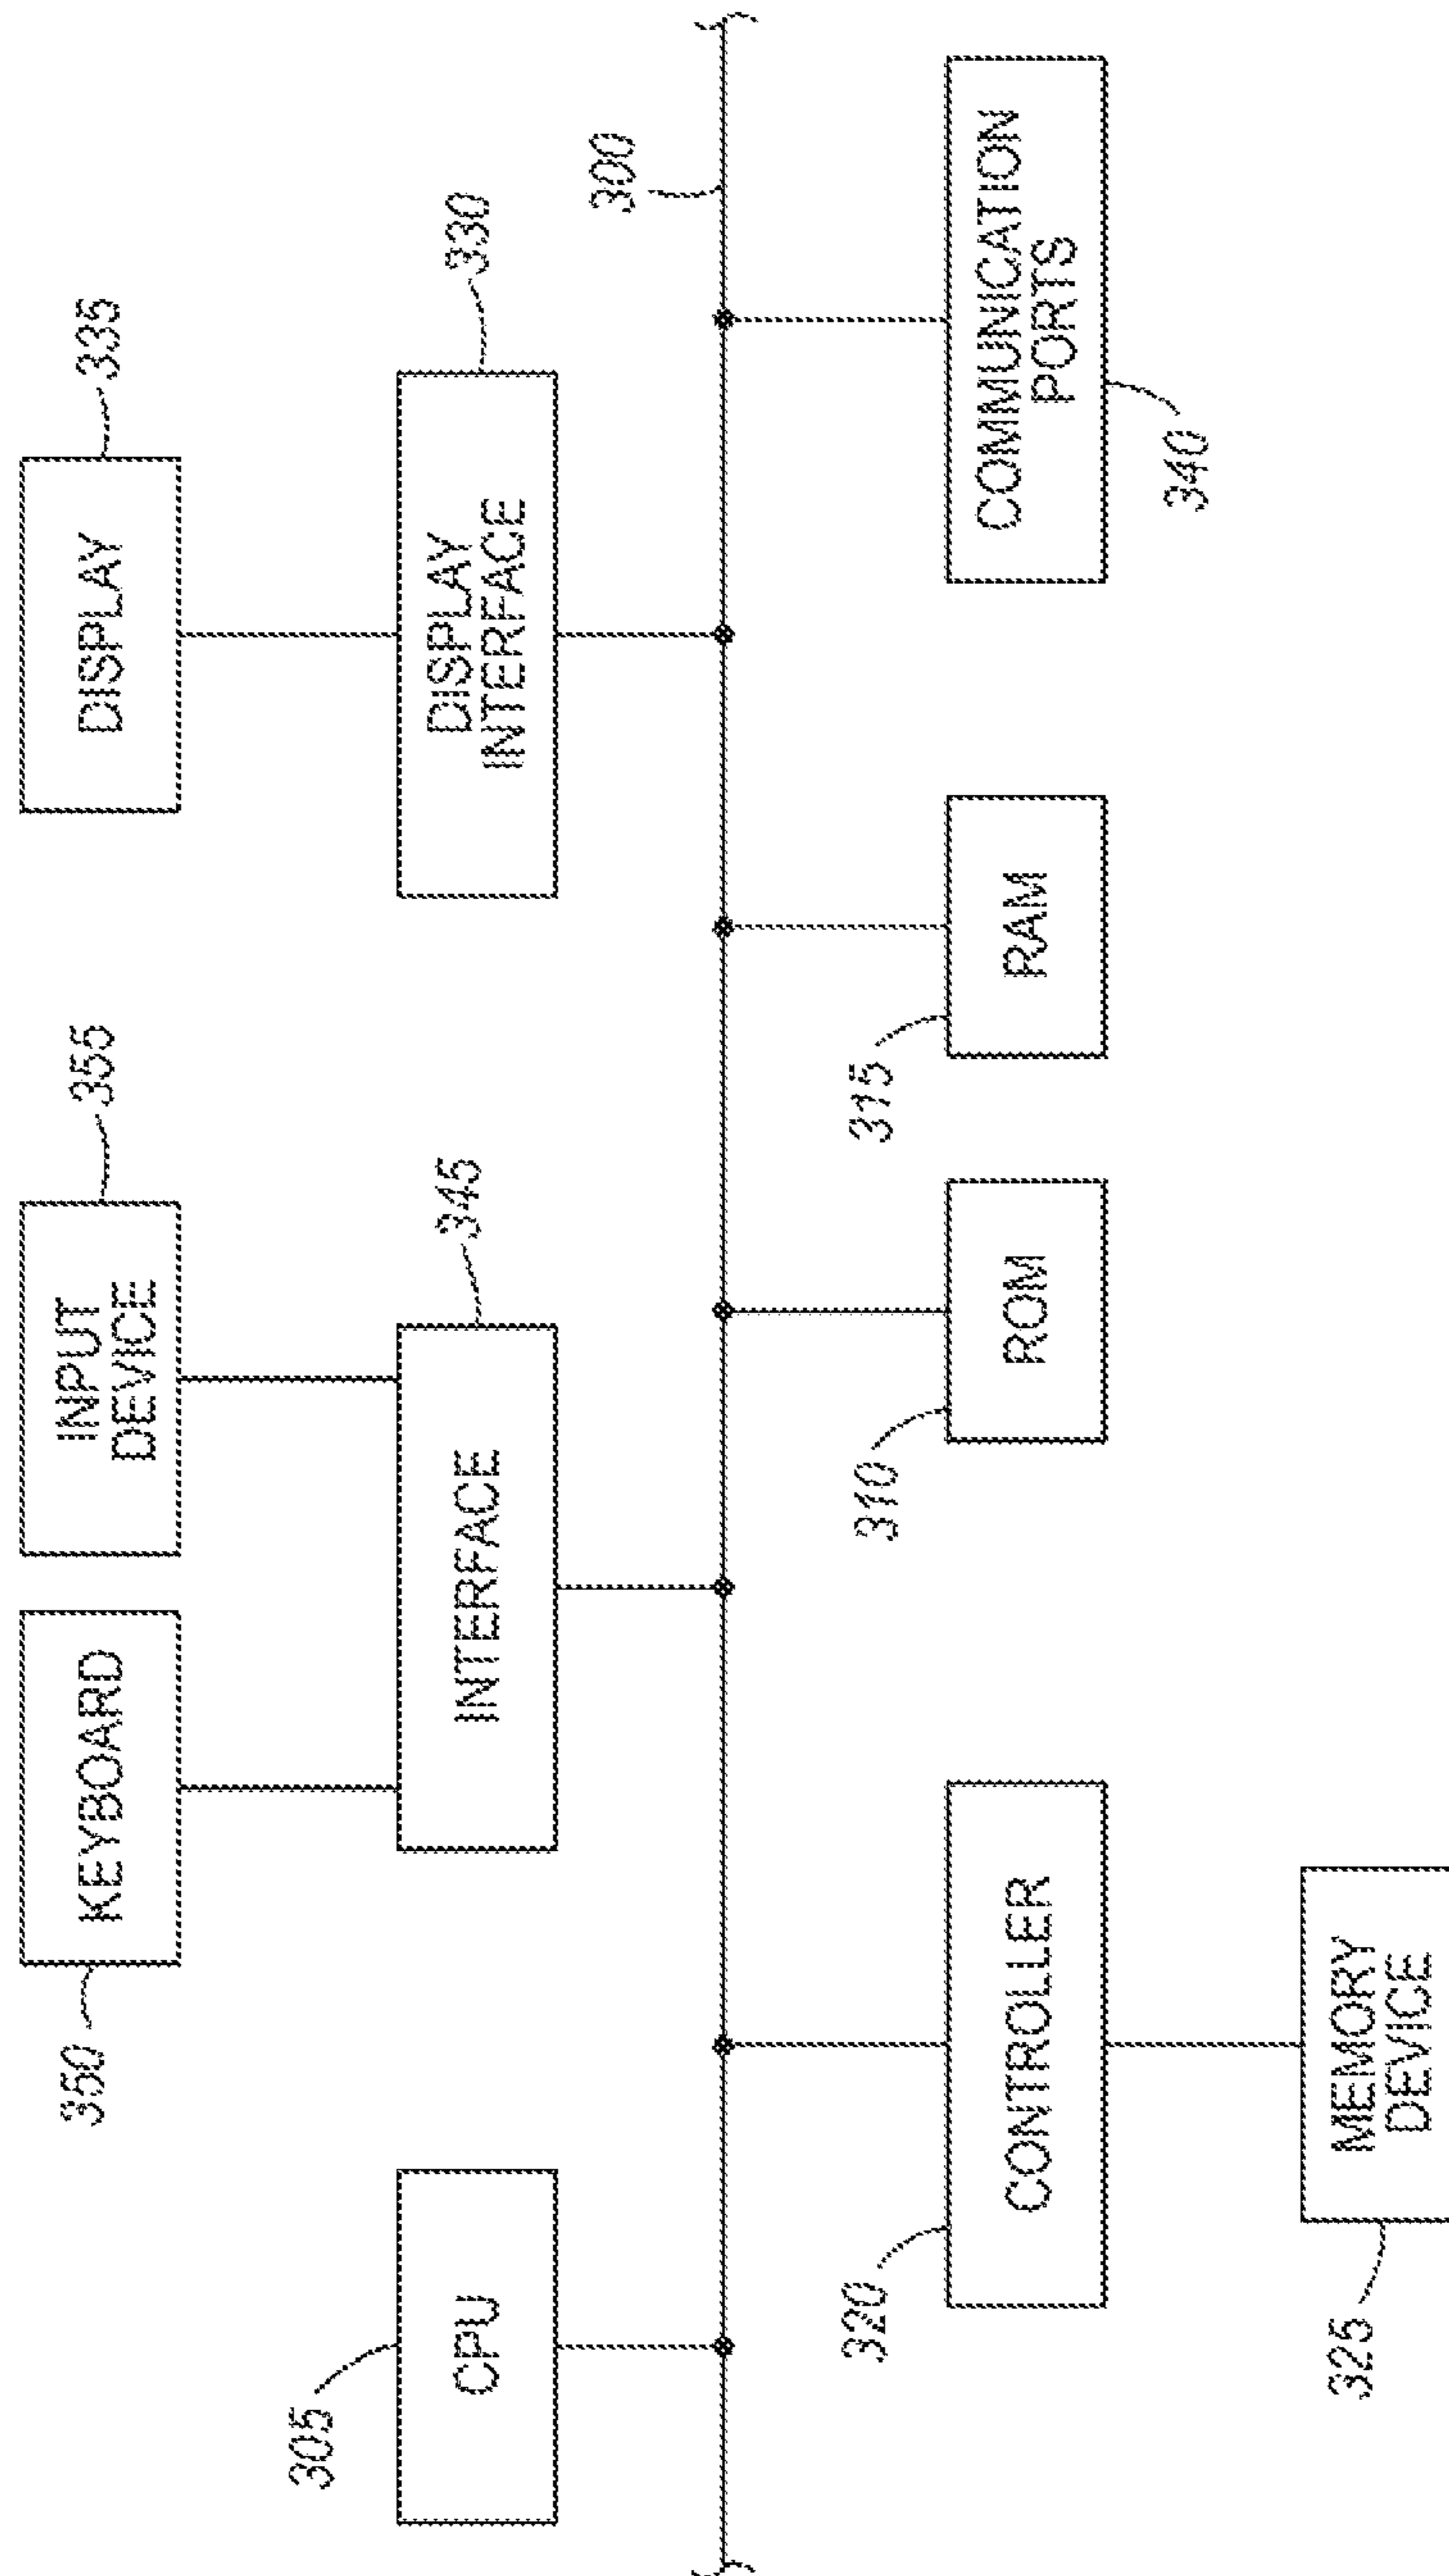 350
KEYBOARD
INPUT
DEVICE
355
DISPLAY
335
305
CPU
INTERFACE
345
DISPLAY
INTERFACE
330
300
320
CONTROLLER
310
ROM
315
RAM
COMMUNICATION
PORTS
340
325
MEMORY
DEVICE